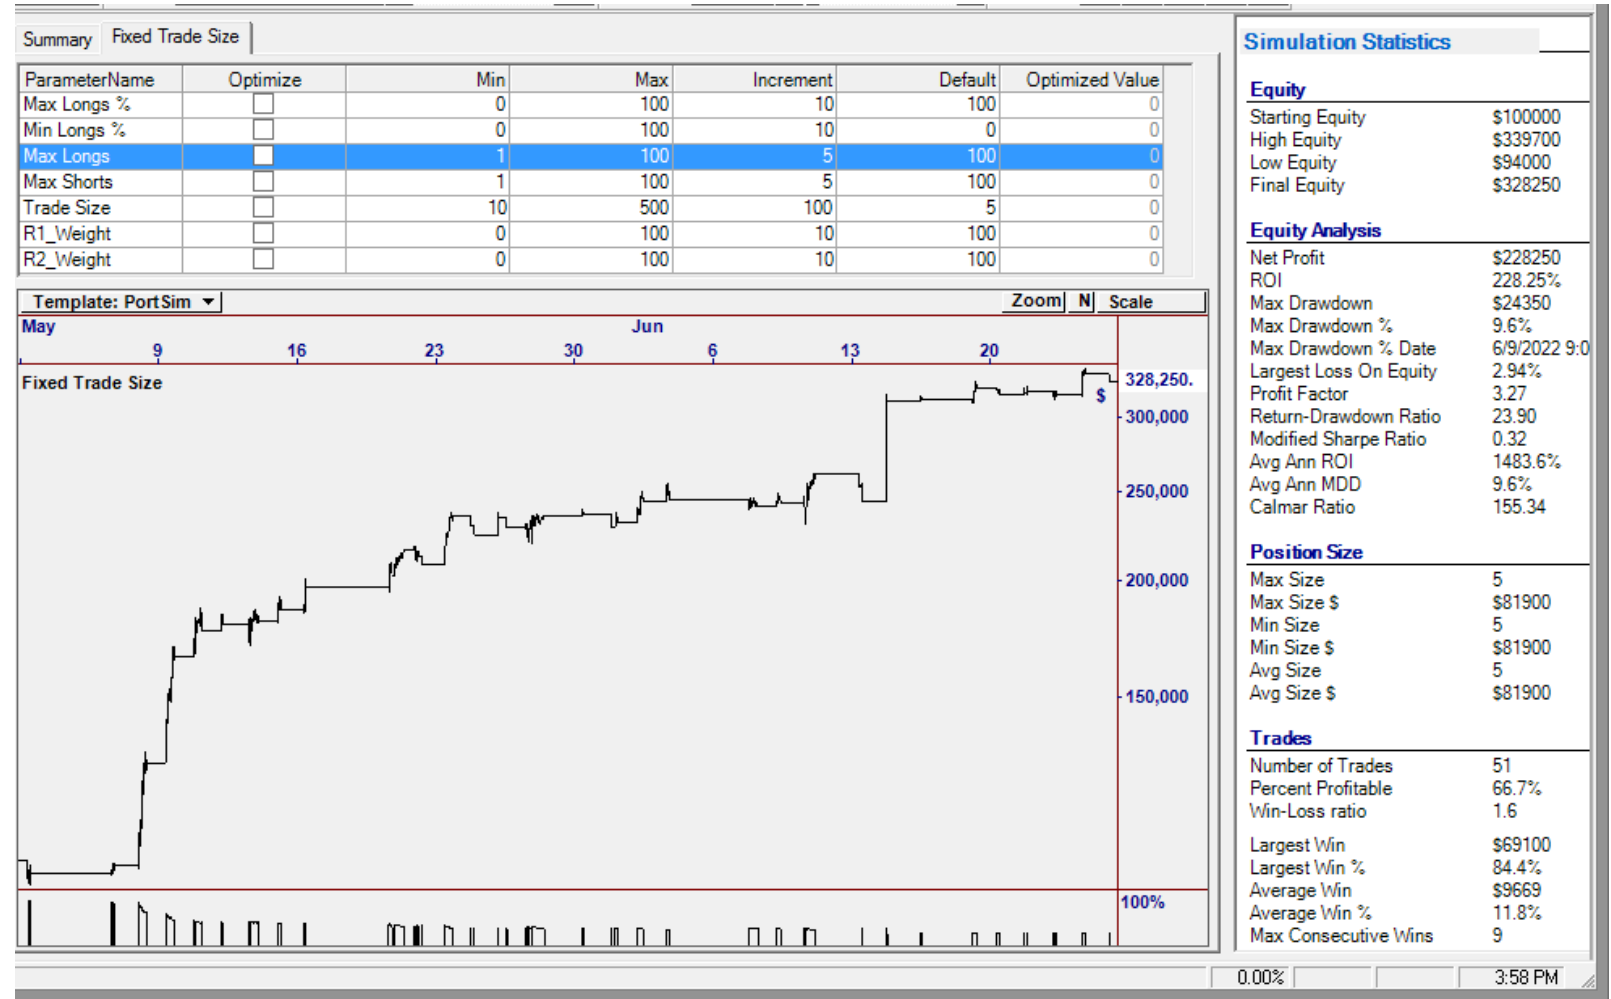 Summary Fixed Trade Size
ParameterName Optimize Min Max Increment Default Optimized Value
Max Longs % 0 100 10 100 0
Min Longs % 0 100 10 0 0
Max Longs 1 100 5 100 0
Max Shorts 1 100 5 100 0
Trade Size 10 500 100 5 0
R1_Weight 0 100 10 100 0
R2_Weight 0 100 10 100 0
Template: PortSim Zoom N Scale
May Jun
9 16 23 30 6 13 20
Fixed Trade Size
328,250.
$
300,000
250,000
200,000
150,000
100%
Simulation Statistics
Equity
Starting Equity $100000
High Equity $339700
Low Equity $94000
Final Equity $328250
Equity Analysis
Net Profit $228250
ROI 228.25%
Max Drawdown $24350
Max Drawdown % 9.6%
Max Drawdown % Date 6/9/2022 9:0
Largest Loss On Equity 2.94%
Profit Factor 3.27
Return-Drawdown Ratio 23.90
Modified Sharpe Ratio 0.32
Avg Ann ROI 1483.6%
Avg Ann MDD 9.6%
Calmar Ratio 155.34
Position Size
Max Size 5
Max Size $ $81900
Min Size 5
Min Size $ $81900
Avg Size 5
Avg Size $ $81900
Trades
Number of Trades 51
Percent Profitable 66.7%
Win-Loss ratio 1.6
Largest Win $69100
Largest Win % 84.4%
Average Win $9669
Average Win % 11.8%
Max Consecutive Wins 9
0.00% 3:58 PM